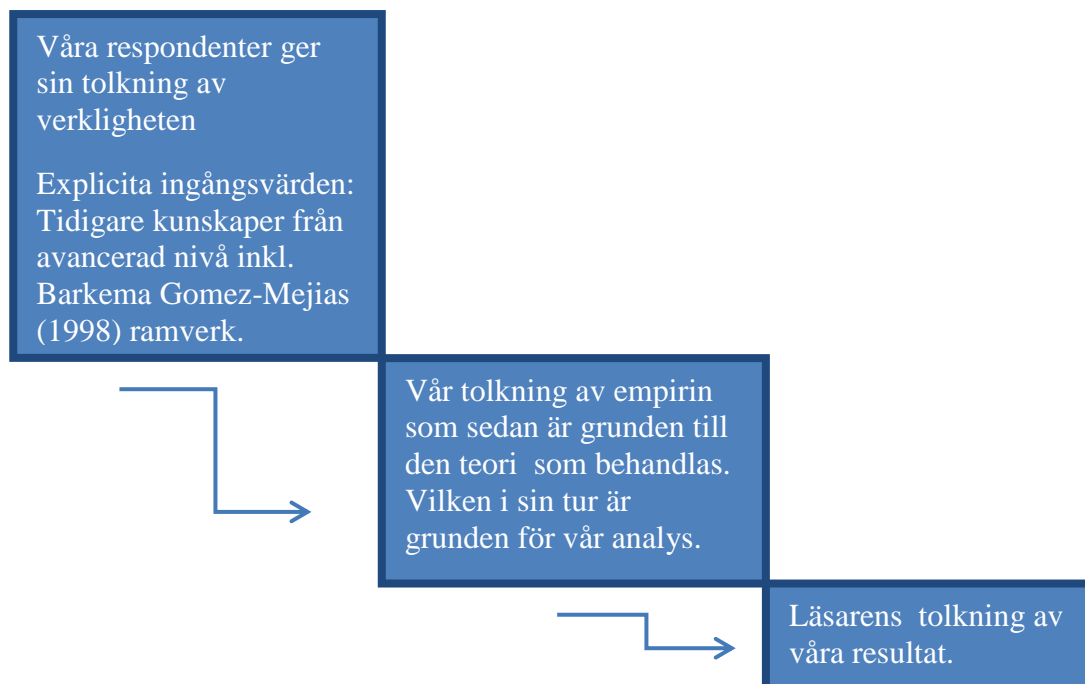 Våra respondenter ger
sin tolkning av
verkligheten
Explicita ingångsvärden:
Tidigare kunskaper från
avancerad nivå inkl.
Barkema Gomez-Mejias
(1998) ramverk.
Vår tolkning av empirin
som sedan är grunden till
den teori  som behandlas.
Vilken i sin tur är
grunden för vår analys.
Läsarens  tolkning av
våra resultat.